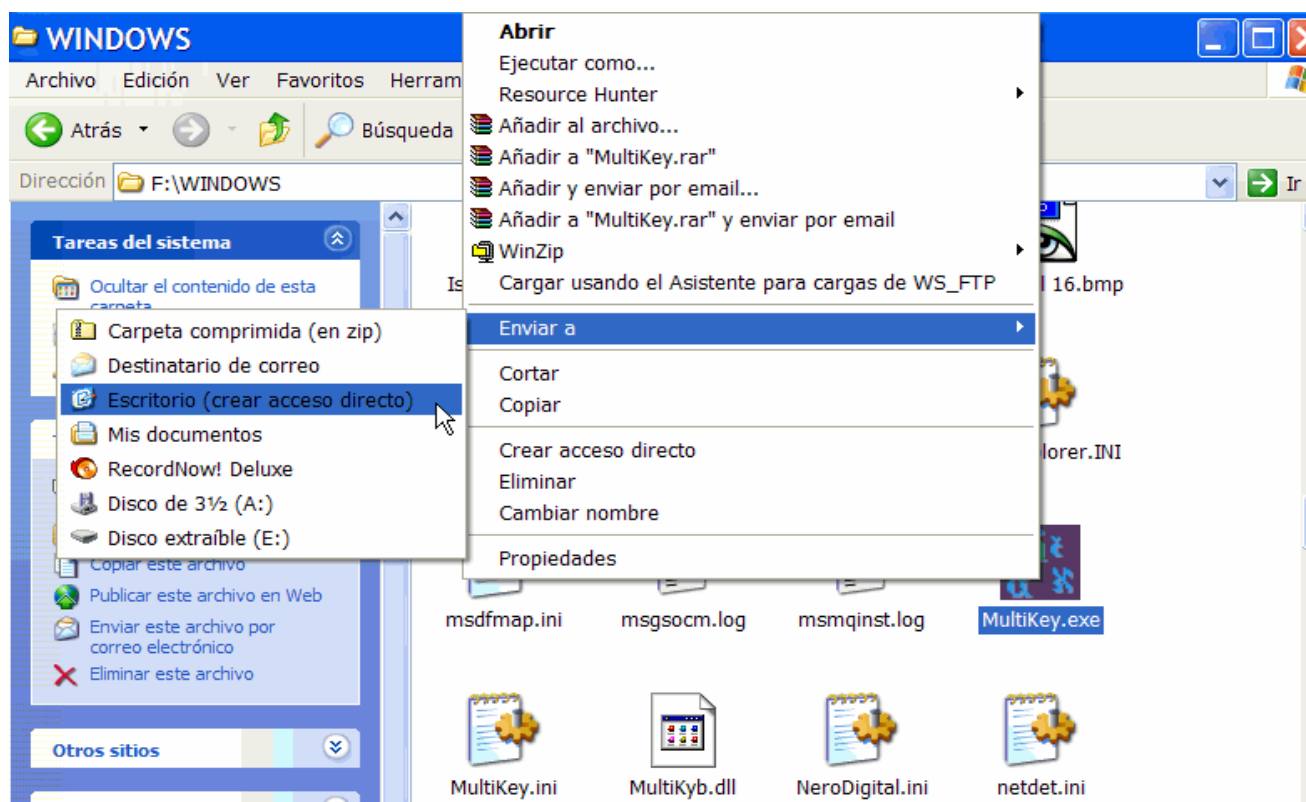 WINDOWS
Archivo Edición Ver Favoritos Herram
Atrás Búsqueda
Dirección F:\WINDOWS Ir
Tareas del sistema
Ocultar el contenido de esta
carpeta
Copiar este archivo
Publicar este archivo en Web
Enviar este archivo por
correo electrónico
Eliminar este archivo
Otros sitios
Carpeta comprimida (en zip)
Destinatario de correo
Escritorio (crear acceso directo)
Mis documentos
RecordNow! Deluxe
Disco de 3½ (A:)
Disco extraíble (E:)
Abrir
Ejecutar como...
Resource Hunter
Añadir al archivo...
Añadir a "MultiKey.rar"
Añadir y enviar por email...
Añadir a "MultiKey.rar" y enviar por email
WinZip
Cargar usando el Asistente para cargas de WS_FTP
Enviar a
Cortar
Copiar
Crear acceso directo
Eliminar
Cambiar nombre
Propiedades
Is
l 16.bmp
lorer.INI
msdfmap.ini msgsocm.log msmqinst.log MultiKey.exe
MultiKey.ini MultiKyb.dll NeroDigital.ini netdet.ini